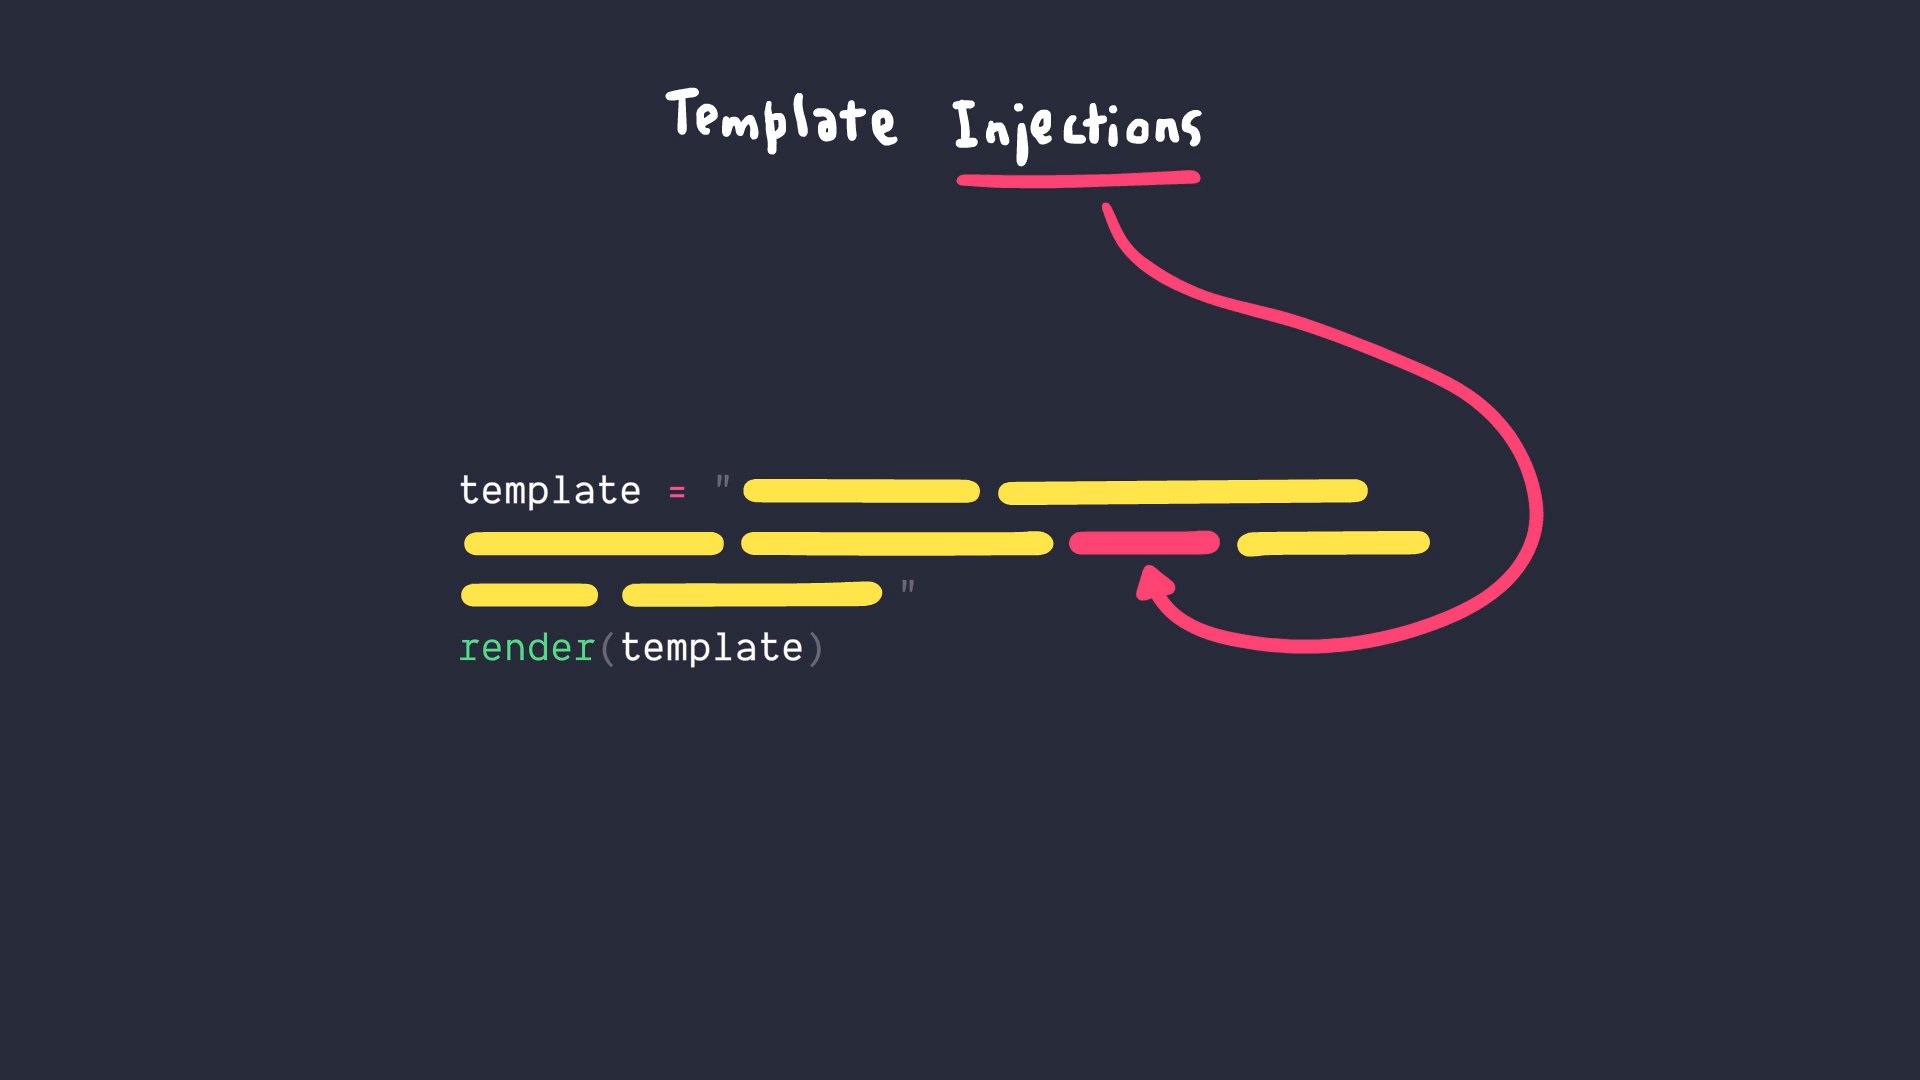 Template Injections
template = "
"
render(template)